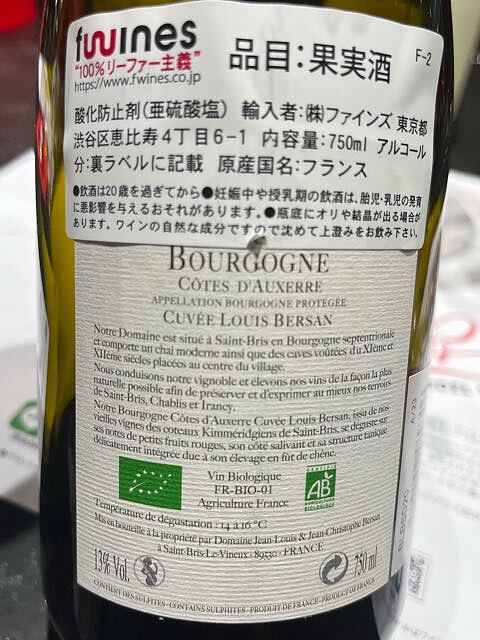 fwines
"100%リーファー主義"
https://www.fwines.co.jp
品目:果実酒
F-2
酸化防止剤(亜硫酸塩) 輸入者:㈱ファインズ 東京都
渋谷区恵比寿4丁目6-1 内容量:750ml アルコール
分:裏ラベルに記載 原産国名:フランス
●飲酒は20歳を過ぎてから●妊娠中や授乳期の飲酒は、胎児・乳児の発育
に悪影響を与えるおそれがあります。●瓶底にオリや結晶が出る場合が
あります。ワインの自然な成分ですので沈めて上澄みをお飲み下さい。
BOURGOGNE
CÔTES D'AUXERRE
APPELLATION BOURGOGNE PROTÉGÉE
CUVÉE LOUIS BERSAN
Notre Domaine est situé à Saint-Bris en Bourgogne septentrionale
et comporte un chai moderne ainsi que des caves voûtées du XIème et
XIIème siècles placées au centre du village.
Nous conduisons notre vignoble et élevons nos vins de la façon la plus
naturelle possible afin de préserver et d'exprimer au mieux nos terroirs
de Saint-Bris, Chablis et Irancy.
Notre Bourgogne Côtes d'Auxerre Cuvée Louis Bersan, issu de nos
vieilles vignes des coteaux Kimméridgiens de Saint-Bris, se déguste sur
ses notes de petits fruits rouges, son côté salivant et sa structure tanique
délicatement intégrée due à son élevage en fût de chêne.
Vin Biologique
FR-BIO-01
Agriculture France
CERTIFIÉ
AB
AGRICULTURE
BIOLOGIQUE
Température de dégustation : 14 à 16 °C
Mis en bouteille à la propriété par Domaine Jean-Louis & Jean-Christophe Bersan
à Saint-Bris-Le-Vineux - 89530 - FRANCE
13% Vol.
750 ml
CONTIENT DES SULFITES - CONTAINS SULPHITES - PRODUIT DE FRANCE - PRODUCT OF FRANCE